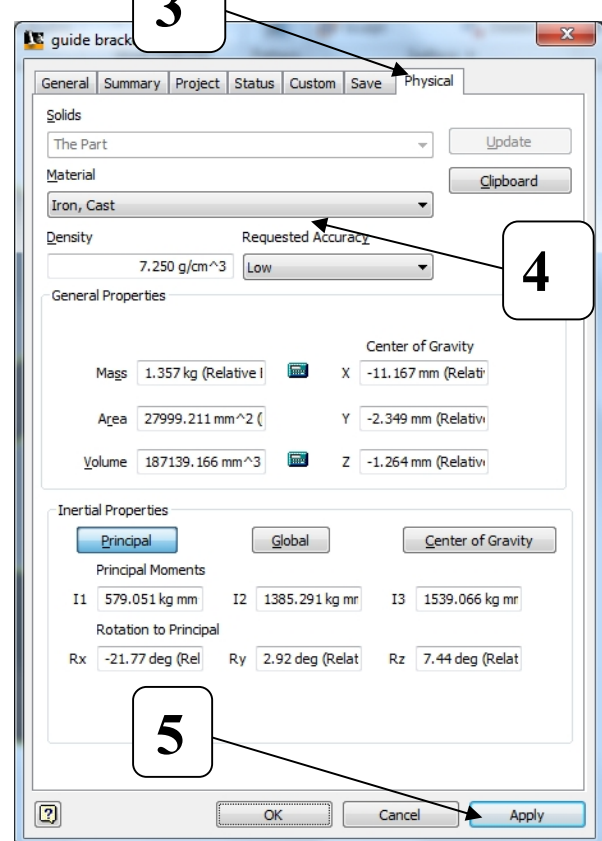 3
guide brack
General Summary Project Status Custom Save Physical
Solids
The Part Update
Material Clipboard
Iron, Cast
Density Requested Accuracy
7.250 g/cm^3 Low
4
General Properties
Center of Gravity
Mass 1.357 kg (Relative X -11.167 mm (Relati
Area 27999.211 mm^2 ( Y -2.349 mm (Relativ
Volume 187139.166 mm^3 Z -1.264 mm (Relativ
Inertial Properties
Principal Global Center of Gravity
Principal Moments
I1 579.051 kg mm I2 1385.291 kg mr I3 1539.066 kg mr
Rotation to Principal
Rx -21.77 deg (Rel Ry 2.92 deg (Relat Rz 7.44 deg (Relat
5
OK Cancel Apply